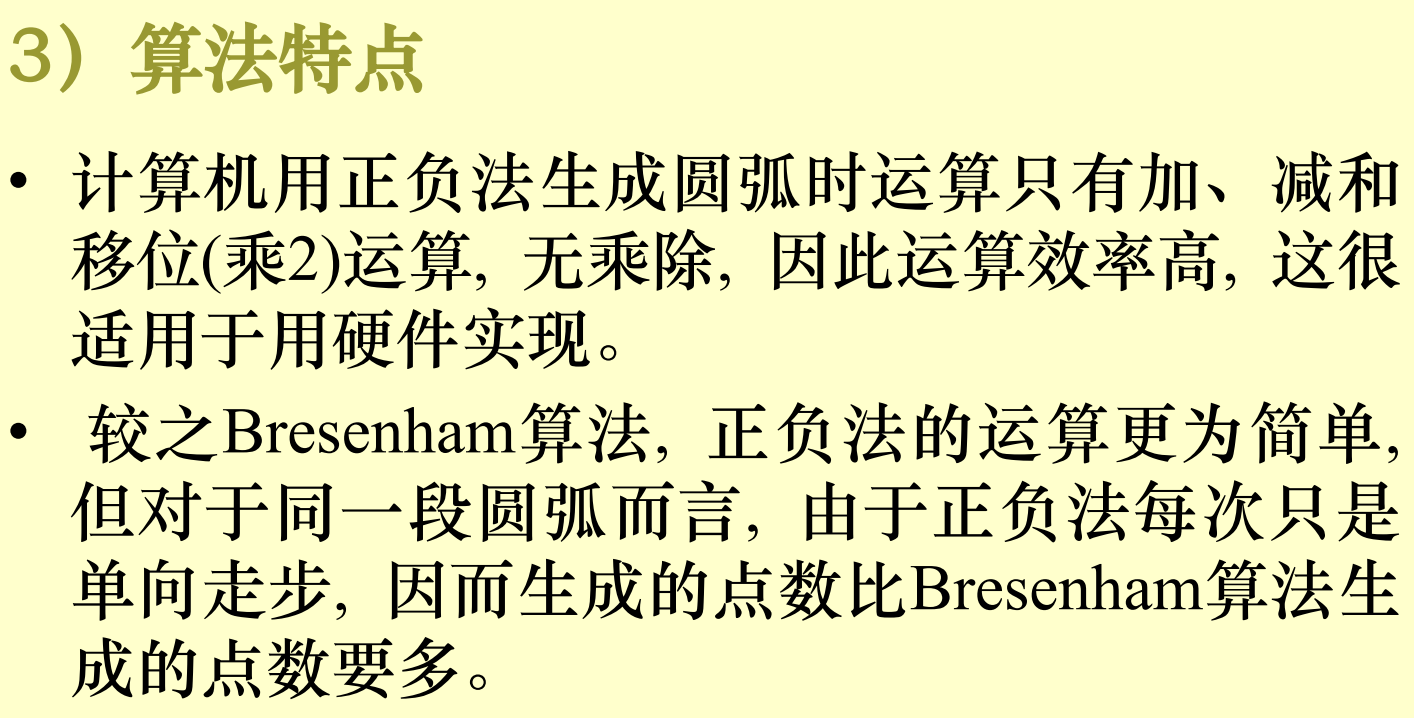 3）算法特点
• 计算机用正负法生成圆弧时运算只有加、减和
移位(乘2)运算, 无乘除, 因此运算效率高, 这很
适用于用硬件实现。
• 较之Bresenham算法, 正负法的运算更为简单,
但对于同一段圆弧而言, 由于正负法每次只是
单向走步, 因而生成的点数比Bresenham算法生
成的点数要多。